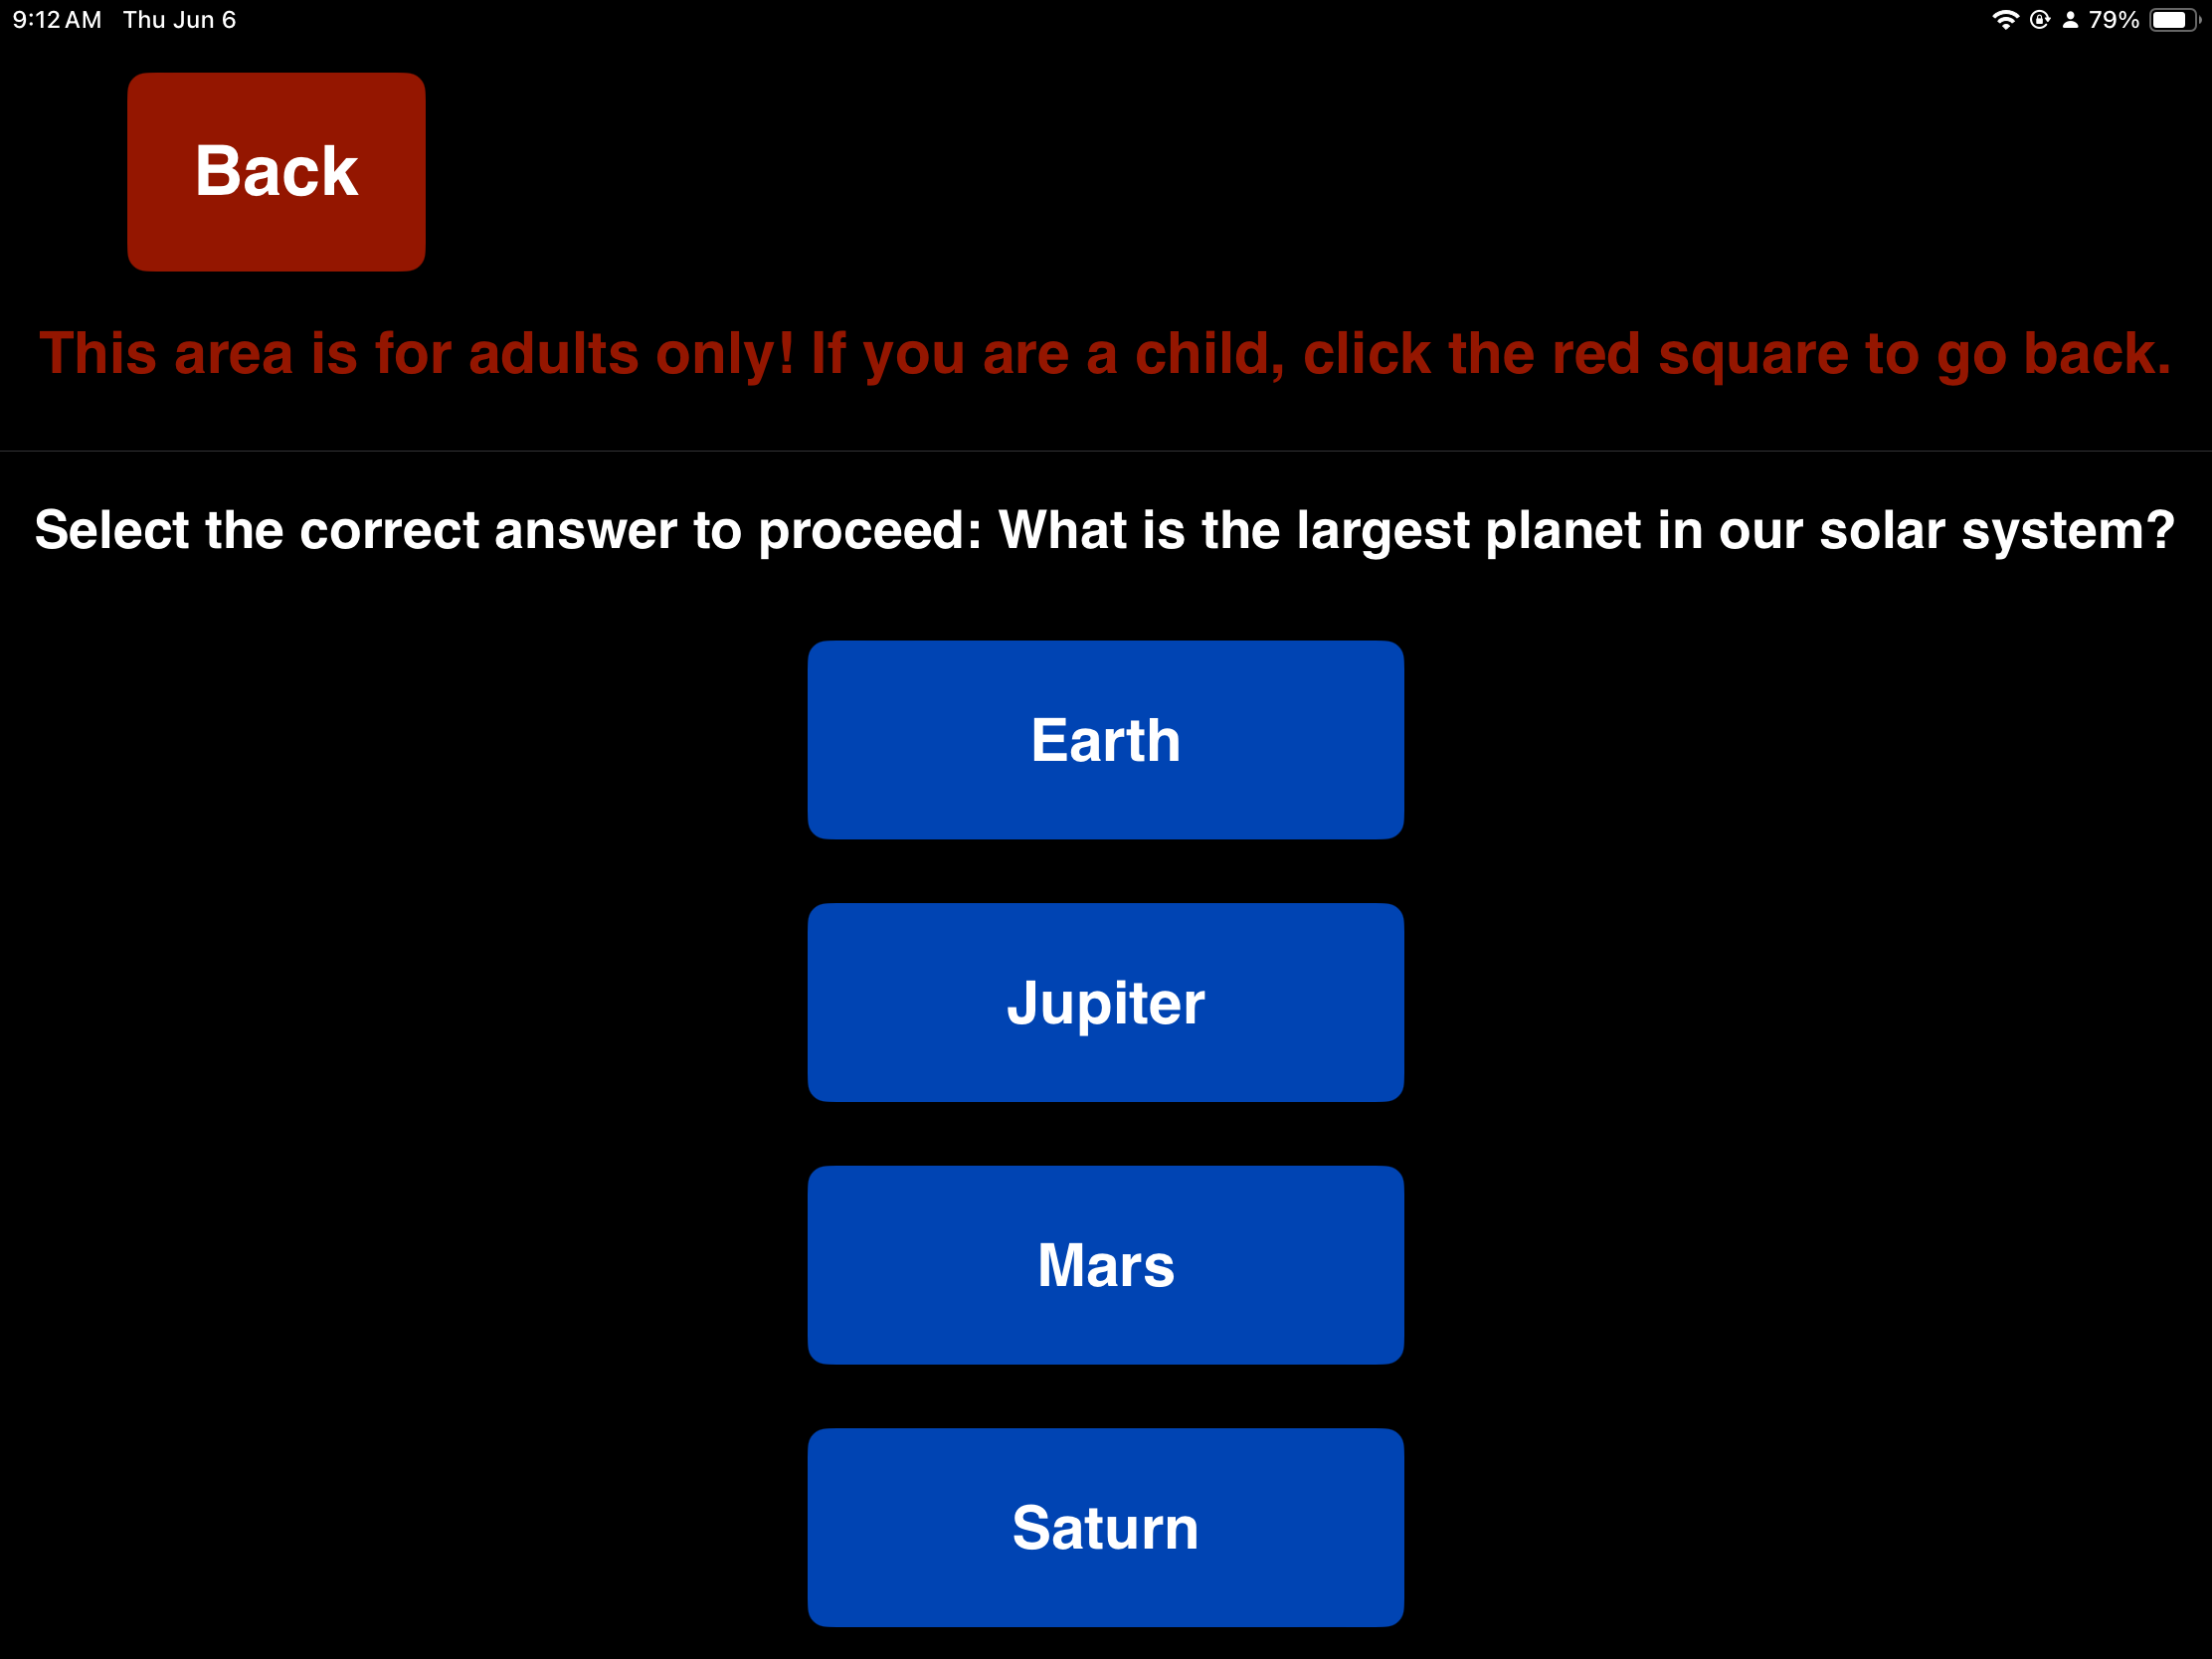 9:12 AM Thu Jun 6
79%
Back
This area is for adults only! If you are a child, click the red square to go back.
Select the correct answer to proceed: What is the largest planet in our solar system?
Earth
Jupiter
Mars
Saturn